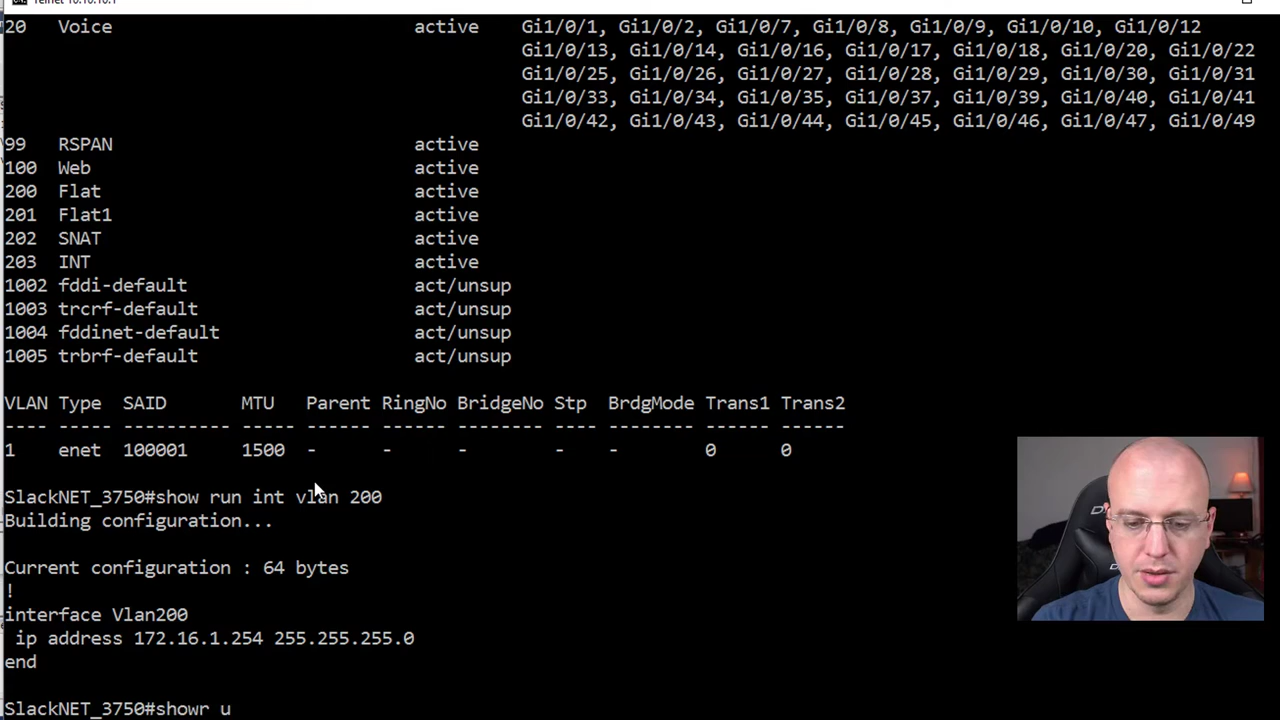 20 Voice active Gi1/0/1, Gi1/0/2, Gi1/0/7, Gi1/0/8, Gi1/0/9, Gi1/0/10, Gi1/0/12
Gi1/0/13, Gi1/0/14, Gi1/0/16, Gi1/0/17, Gi1/0/18, Gi1/0/20, Gi1/0/22
Gi1/0/25, Gi1/0/26, Gi1/0/27, Gi1/0/28, Gi1/0/29, Gi1/0/30, Gi1/0/31
Gi1/0/33, Gi1/0/34, Gi1/0/35, Gi1/0/37, Gi1/0/39, Gi1/0/40, Gi1/0/41
Gi1/0/42, Gi1/0/43, Gi1/0/44, Gi1/0/45, Gi1/0/46, Gi1/0/47, Gi1/0/49
99 RSPAN active
100 Web active
200 Flat active
201 Flat1 active
202 SNAT active
203 INT active
1002 fddi-default act/unsup
1003 trcrf-default act/unsup
1004 fddinet-default act/unsup
1005 trbrf-default act/unsup
VLAN Type SAID MTU Parent RingNo BridgeNo Stp BrdgMode Trans1 Trans2
---- ----- ---------- ----- ------ ------ -------- ---- -------- ------ ------
1 enet 100001 1500 - - - - - 0 0
SlackNET_3750#show run int vlan 200
Building configuration...
Current configuration : 64 bytes
!
interface Vlan200
ip address 172.16.1.254 255.255.255.0
end
SlackNET_3750#showr u